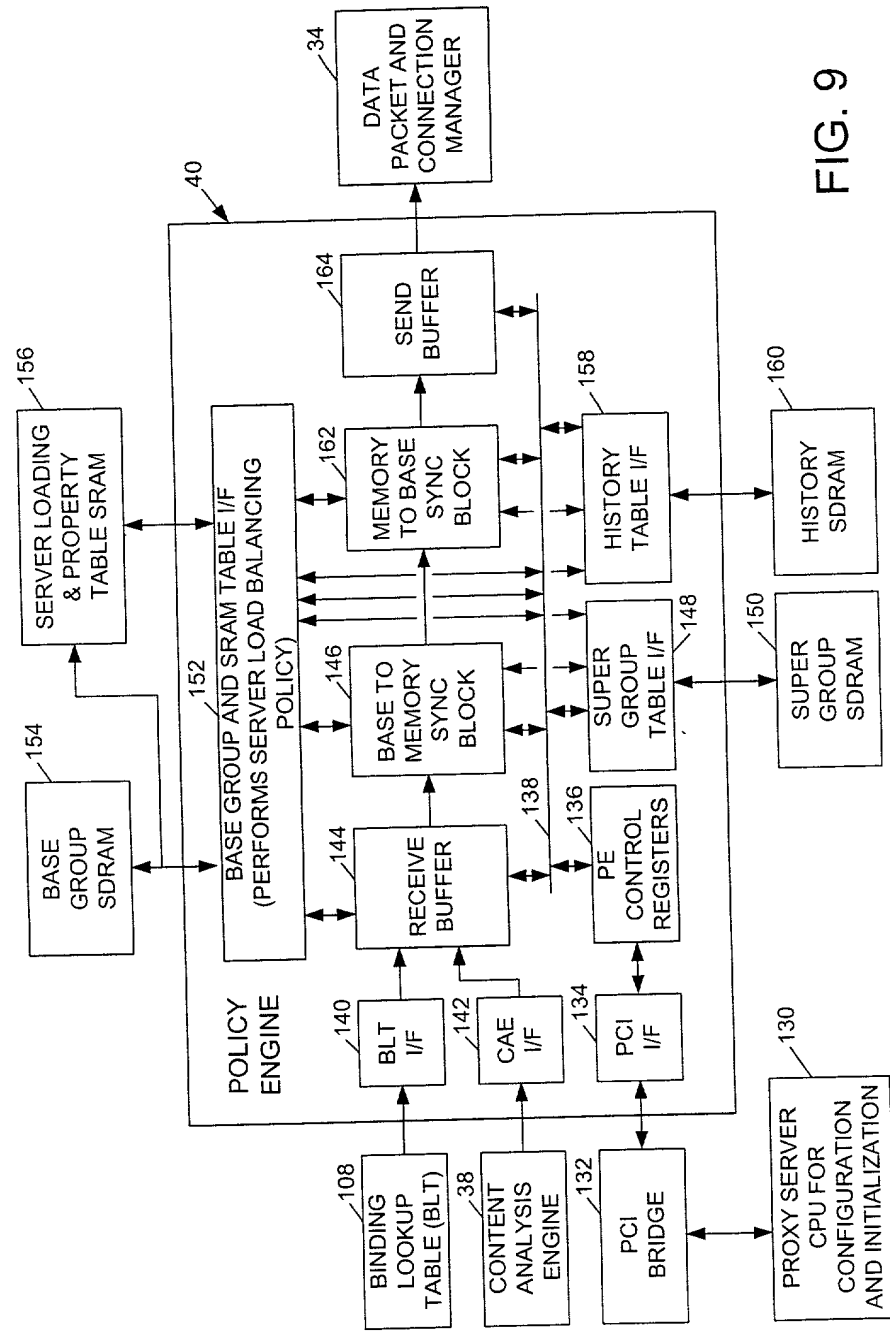 154
BASE
GROUP
SDRAM
156
SERVER LOADING
& PROPERTY
TABLE SRAM
40
POLICY
ENGINE
152
BASE GROUP AND SRAM TABLE I/F
(PERFORMS SERVER LOAD BALANCING
POLICY)
108
BINDING
LOOKUP
TABLE (BLT)
140
BLT
I/F
38
CONTENT
ANALYSIS
ENGINE
142
CAE
I/F
144
RECEIVE
BUFFER
146
BASE TO
MEMORY
SYNC
BLOCK
162
MEMORY
TO BASE
SYNC
BLOCK
164
SEND
BUFFER
34
DATA
PACKET AND
CONNECTION
MANAGER
132
PCI
BRIDGE
134
PCI
I/F
138
136
PE
CONTROL
REGISTERS
SUPER
GROUP
TABLE I/F
148
158
HISTORY
TABLE I/F
130
PROXY SERVER
CPU FOR
CONFIGURATION
AND INITIALIZATION
150
SUPER
GROUP
SDRAM
160
HISTORY
SDRAM
FIG. 9